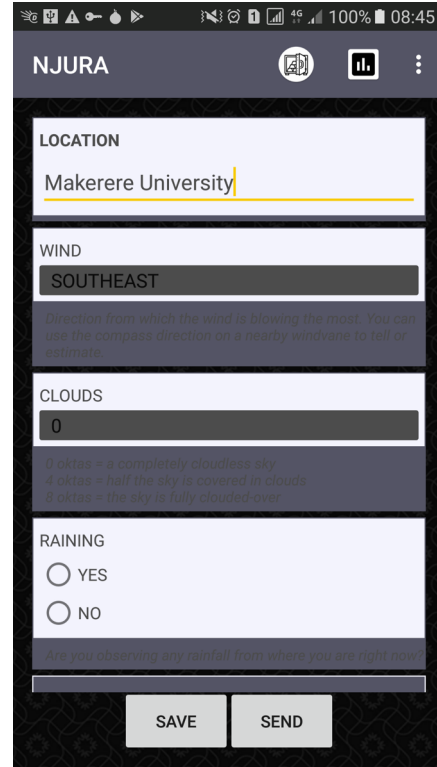 1 4G 100% 08:45
NJURA
LOCATION
Makerere University
WIND
SOUTHEAST
Direction from which the wind is blowing the most. You can
use the compass direction on a nearby windvane to tell or
estimate.
CLOUDS
0
0 oktas = a completely cloudless sky
4 oktas = half the sky is covered in clouds
8 oktas = the sky is fully clouded-over
RAINING
YES
NO
Are you observing any rainfall from where you are right now?
SAVE SEND